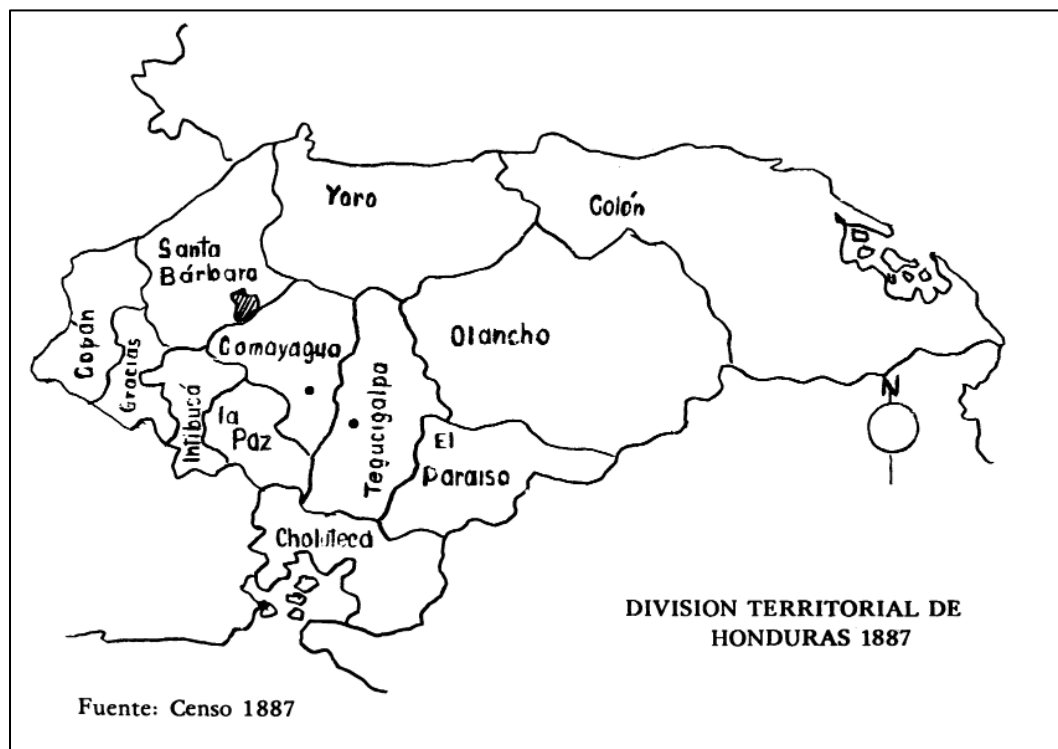 Yoro
Colón
Santa
Bárbara
Copán
Gracias
Intibucá
Comayagua
la
Paz
Tegucigalpa
Olancho
El
Paraiso
Choluteca
N
DIVISION TERRITORIAL DE
HONDURAS 1887
Fuente: Censo 1887